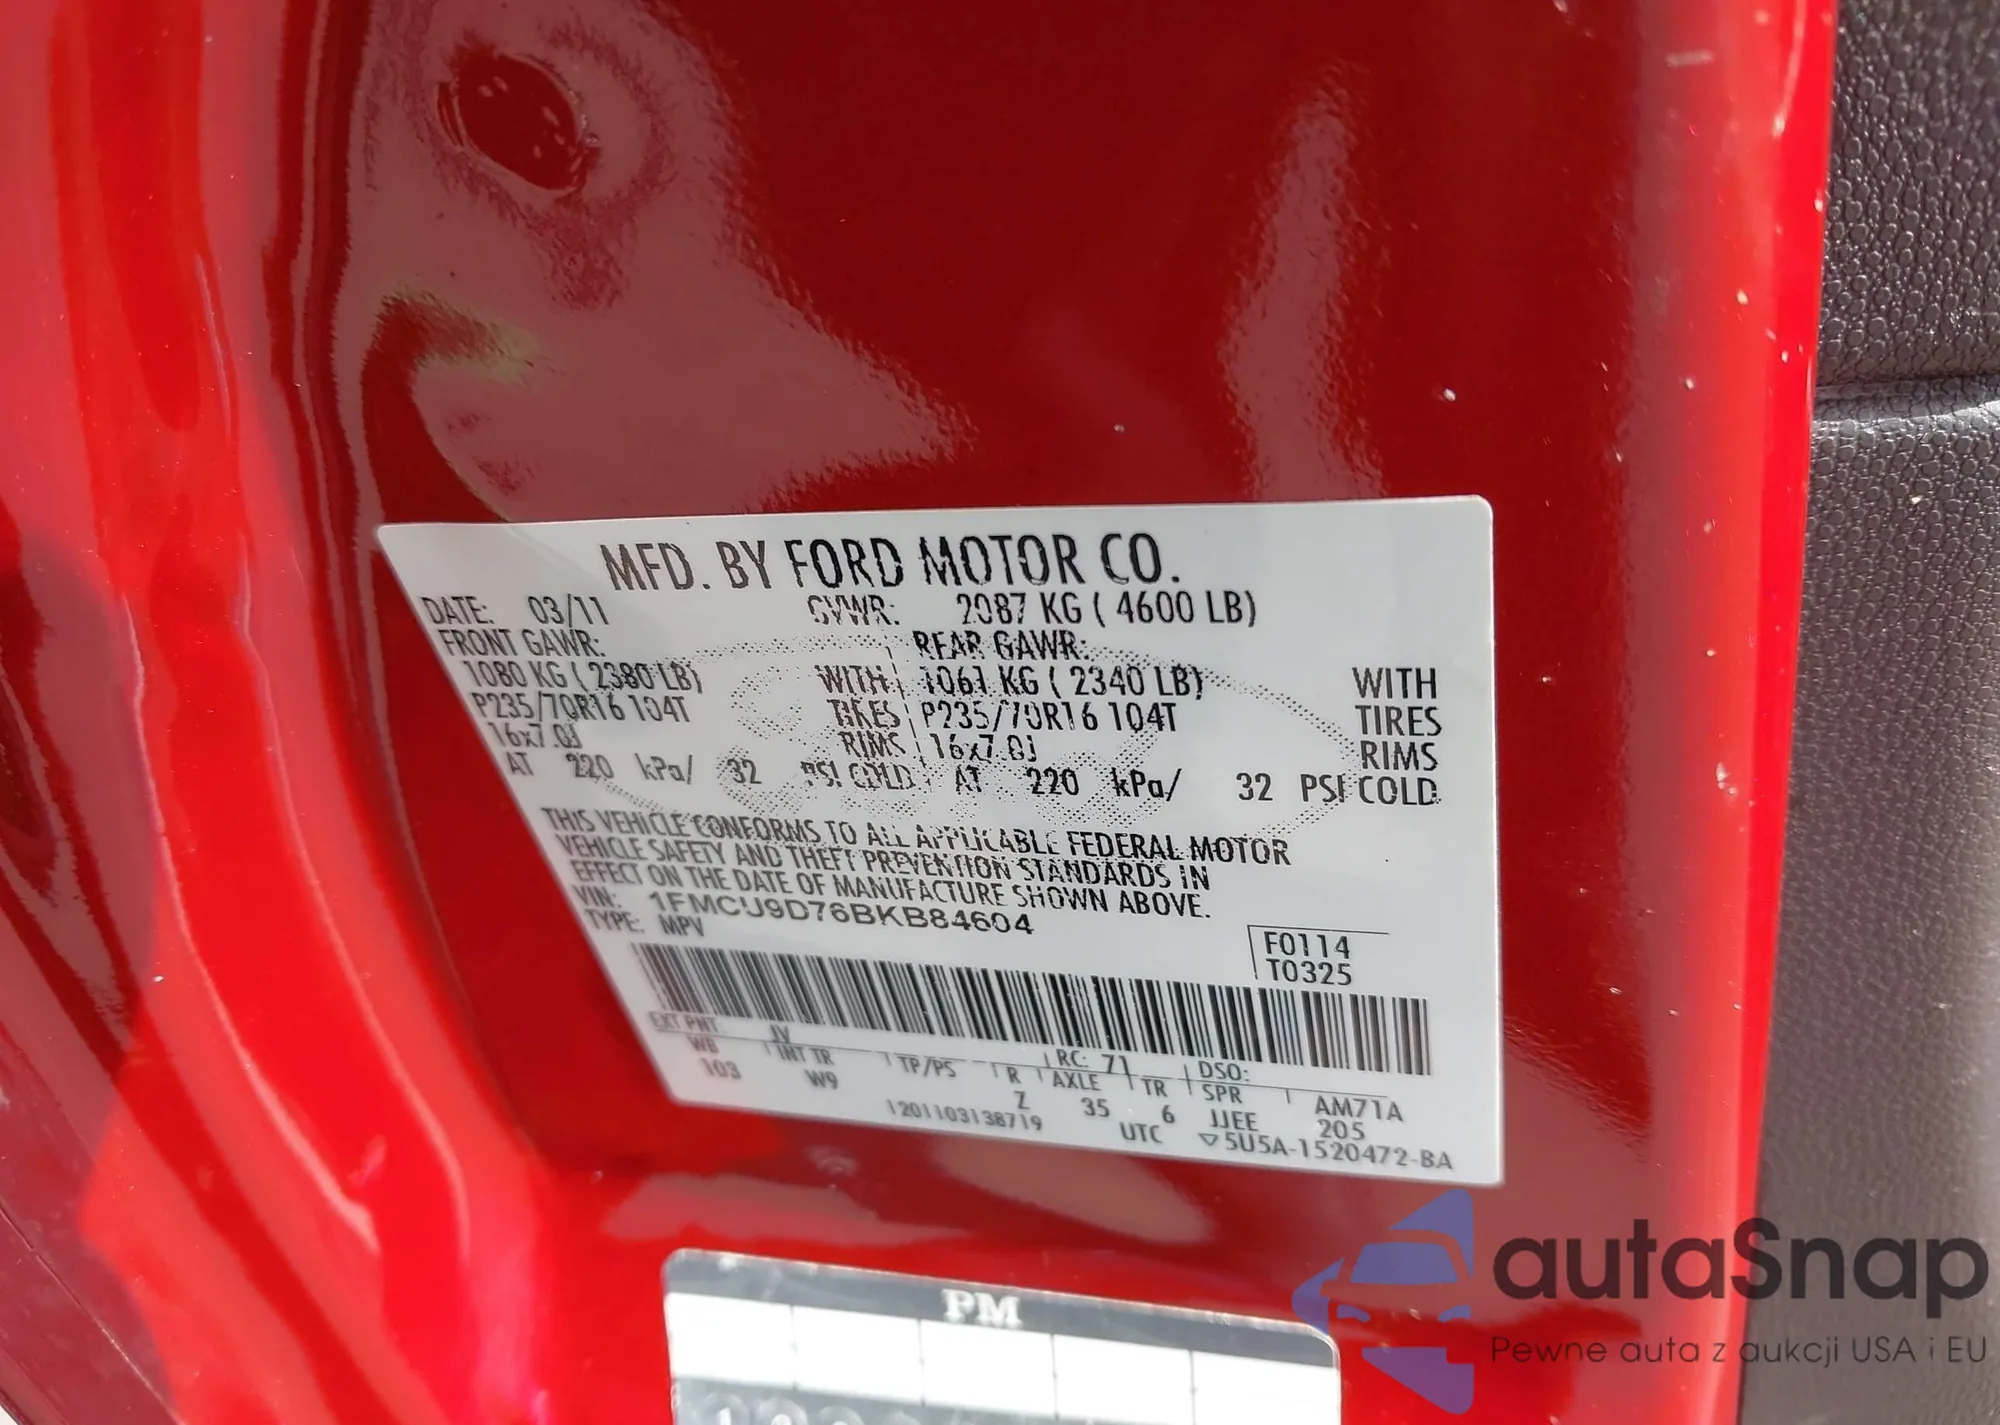 MFD. BY FORD MOTOR CO.
DATE: 03/11 GVWR: 2087 KG ( 4600 LB)
FRONT GAWR: REAR GAWR:
1080 KG ( 2380 LB) WITH 1061 KG ( 2340 LB) WITH
P235/70R16 104T TIRES P235/70R16 104T TIRES
16x7.0J RIMS 16x7.0J RIMS
AT 220 kPa/ 32 PSI COLD AT 220 kPa/ 32 PSI COLD
THIS VEHICLE CONFORMS TO ALL APPLICABLE FEDERAL MOTOR
VEHICLE SAFETY AND THEFT PREVENTION STANDARDS IN
EFFECT ON THE DATE OF MANUFACTURE SHOWN ABOVE.
VIN: 1FMCU9D76BKB84604
TYPE: MPV
F0114
T0325
EXT PNT: JV RC: 71 DSO:
WB INT TR TP/PS R AXLE TR SPR AM71A
103 W9 Z 35 6 JJEE 205
1201103138719 UTC ▽5U5A-1520472-BA
PM
autaSnap
Pewne auta z aukcji USA i EU